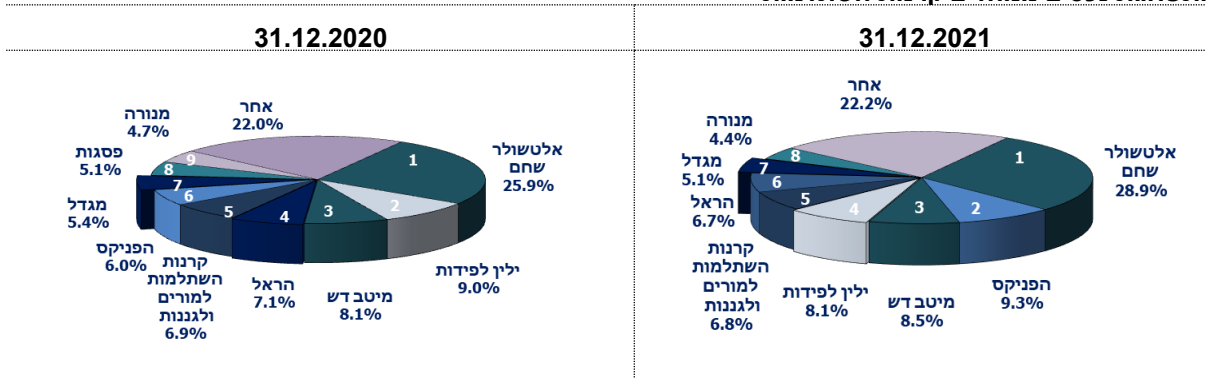 31.12.2021
31.12.2020
אחר
22.2%
אלטשולר
שחם
28.9%
הפניקס
9.3%
מיטב דש
8.5%
ילין לפידות
8.1%
קרנות
השתלמות
למורים
ולגננות
6.8%
הראל
6.7%
מגדל
5.1%
מנורה
4.4%
1
2
3
4
5
6
7
8
אחר
22.0%
אלטשולר
שחם
25.9%
ילין לפידות
9.0%
מיטב דש
8.1%
הראל
7.1%
קרנות
השתלמות
למורים
ולגננות
6.9%
הפניקס
6.0%
מגדל
5.4%
פסגות
5.1%
מנורה
4.7%
1
2
3
4
5
6
7
8
9